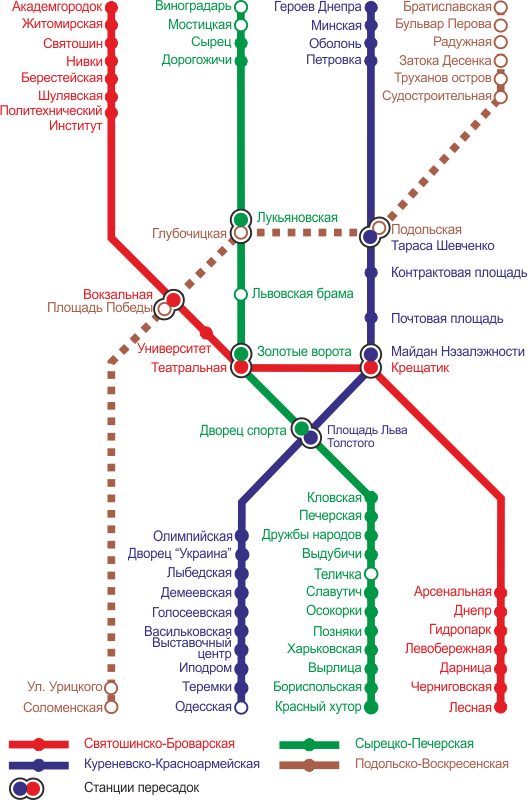 Академгородок
Житомирская
Святошин
Нивки
Берестейская
Шулявская
Политехнический
Институт
Виноградарь
Мостицкая
Сырец
Дорогожичи
Героев Днепра
Минская
Оболонь
Петровка
Братиславская
Бульвар Перова
Радужная
Затока Десенка
Труханов остров
Судостроительная
Лукьяновская
Глубочицкая
Подольская
Тараса Шевченко
Контрактовая площадь
Вокзальная
Площадь Победы
Львовская брама
Почтовая площадь
Университет
Театральная
Золотые ворота
Майдан Нэзалэжности
Крещатик
Дворец спорта
Площадь Льва
Толстого
Кловская
Печерская
Дружбы народов
Выдубичи
Теличка
Славутич
Осокорки
Позняки
Харьковская
Вырлица
Бориспольская
Красный хутор
Олимпийская
Дворец “Украина”
Лыбедская
Демеевская
Голосеевская
Васильковская
Выставочный
центр
Иподром
Теремки
Одесская
Арсенальная
Днепр
Гидропарк
Левобережная
Дарница
Черниговская
Лесная
Ул. Урицкого
Соломенская
Святошинско-Броварская
Сырецко-Печерская
Куреневско-Красноармейская
Подольско-Воскресенская
Станции пересадок